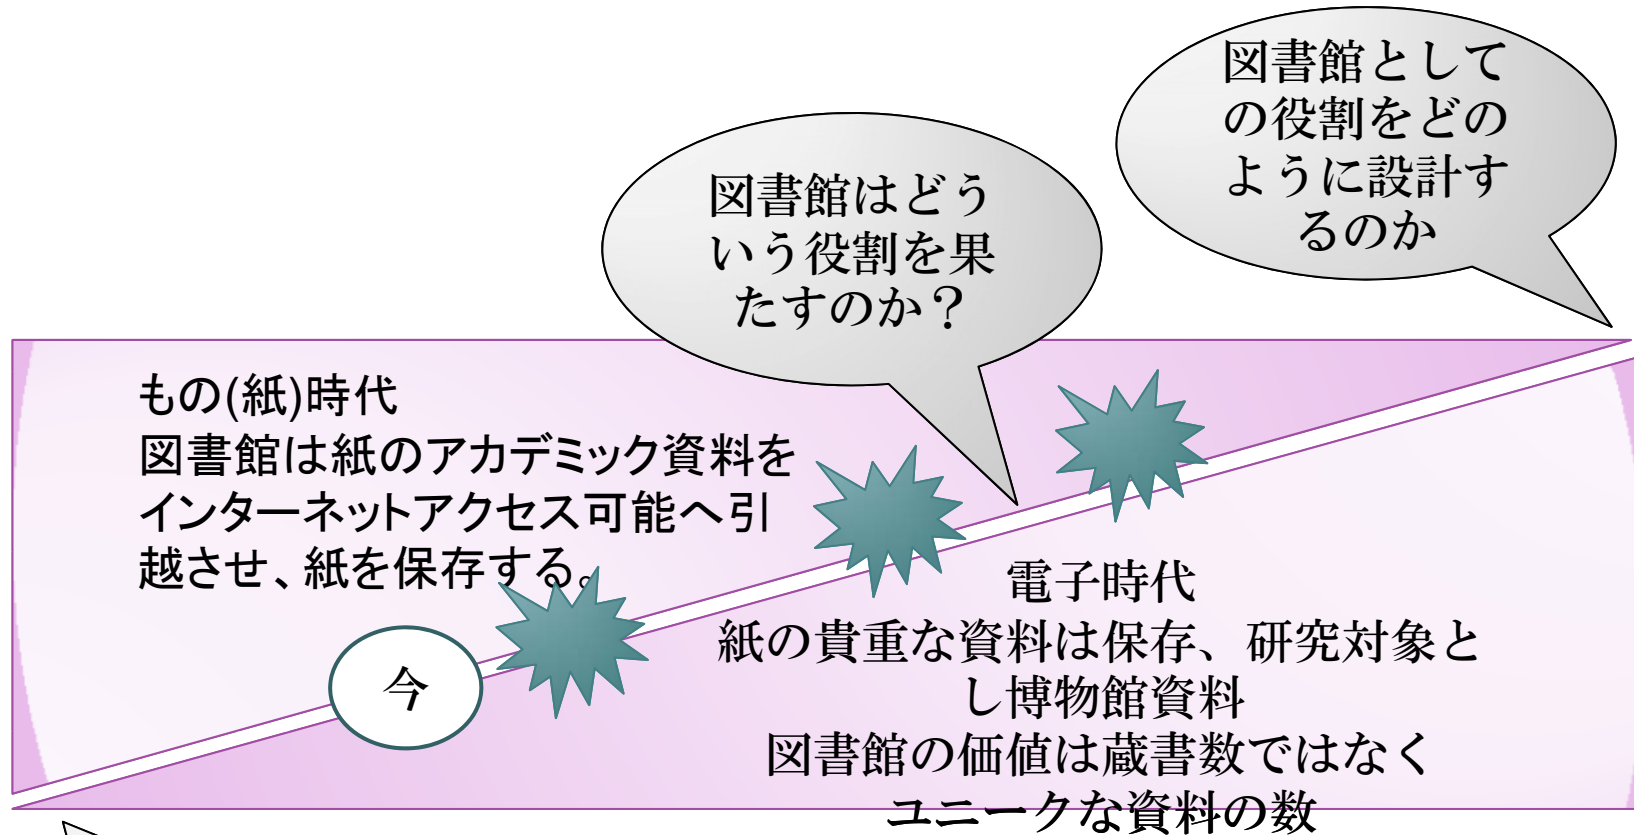 図書館として
の役割をどの
ように設計す
るのか
図書館はどう
いう役割を果
たすのか？
もの(紙)時代
図書館は紙のアカデミック資料を
インターネットアクセス可能へ引
越させ、紙を保存する。
今
電子時代
紙の貴重な資料は保存、研究対象と
し博物館資料
図書館の価値は蔵書数ではなく
ユニークな資料の数